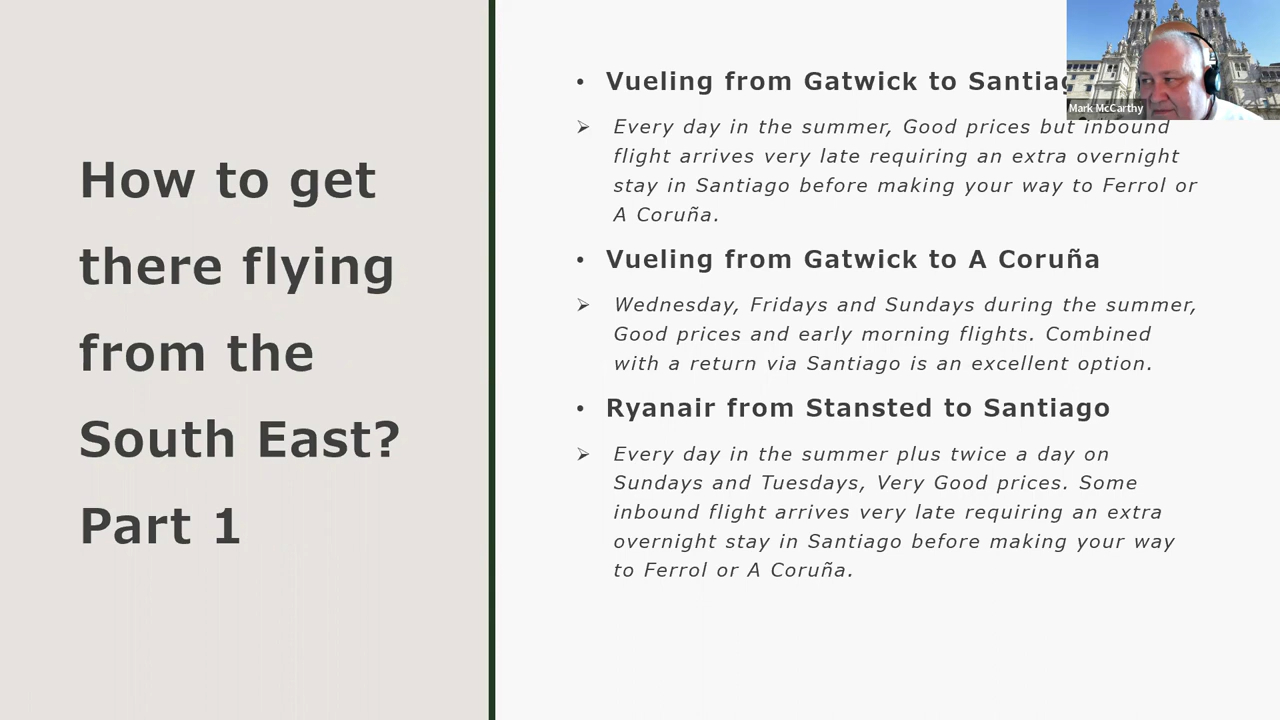 How to get
there flying
from the
South East?
Part 1
• Vueling from Gatwick to
Mark McCarthy
➢ Every day in the summer, Good prices but inbound
flight arrives very late requiring an extra overnight
stay in Santiago before making your way to Ferrol or
A Coruña.
• Vueling from Gatwick to A Coruña
➢ Wednesday, Fridays and Sundays during the summer,
Good prices and early morning flights. Combined
with a return via Santiago is an excellent option.
• Ryanair from Stansted to Santiago
➢ Every day in the summer plus twice a day on
Sundays and Tuesdays, Very Good prices. Some
inbound flight arrives very late requiring an extra
overnight stay in Santiago before making your way
to Ferrol or A Coruña.